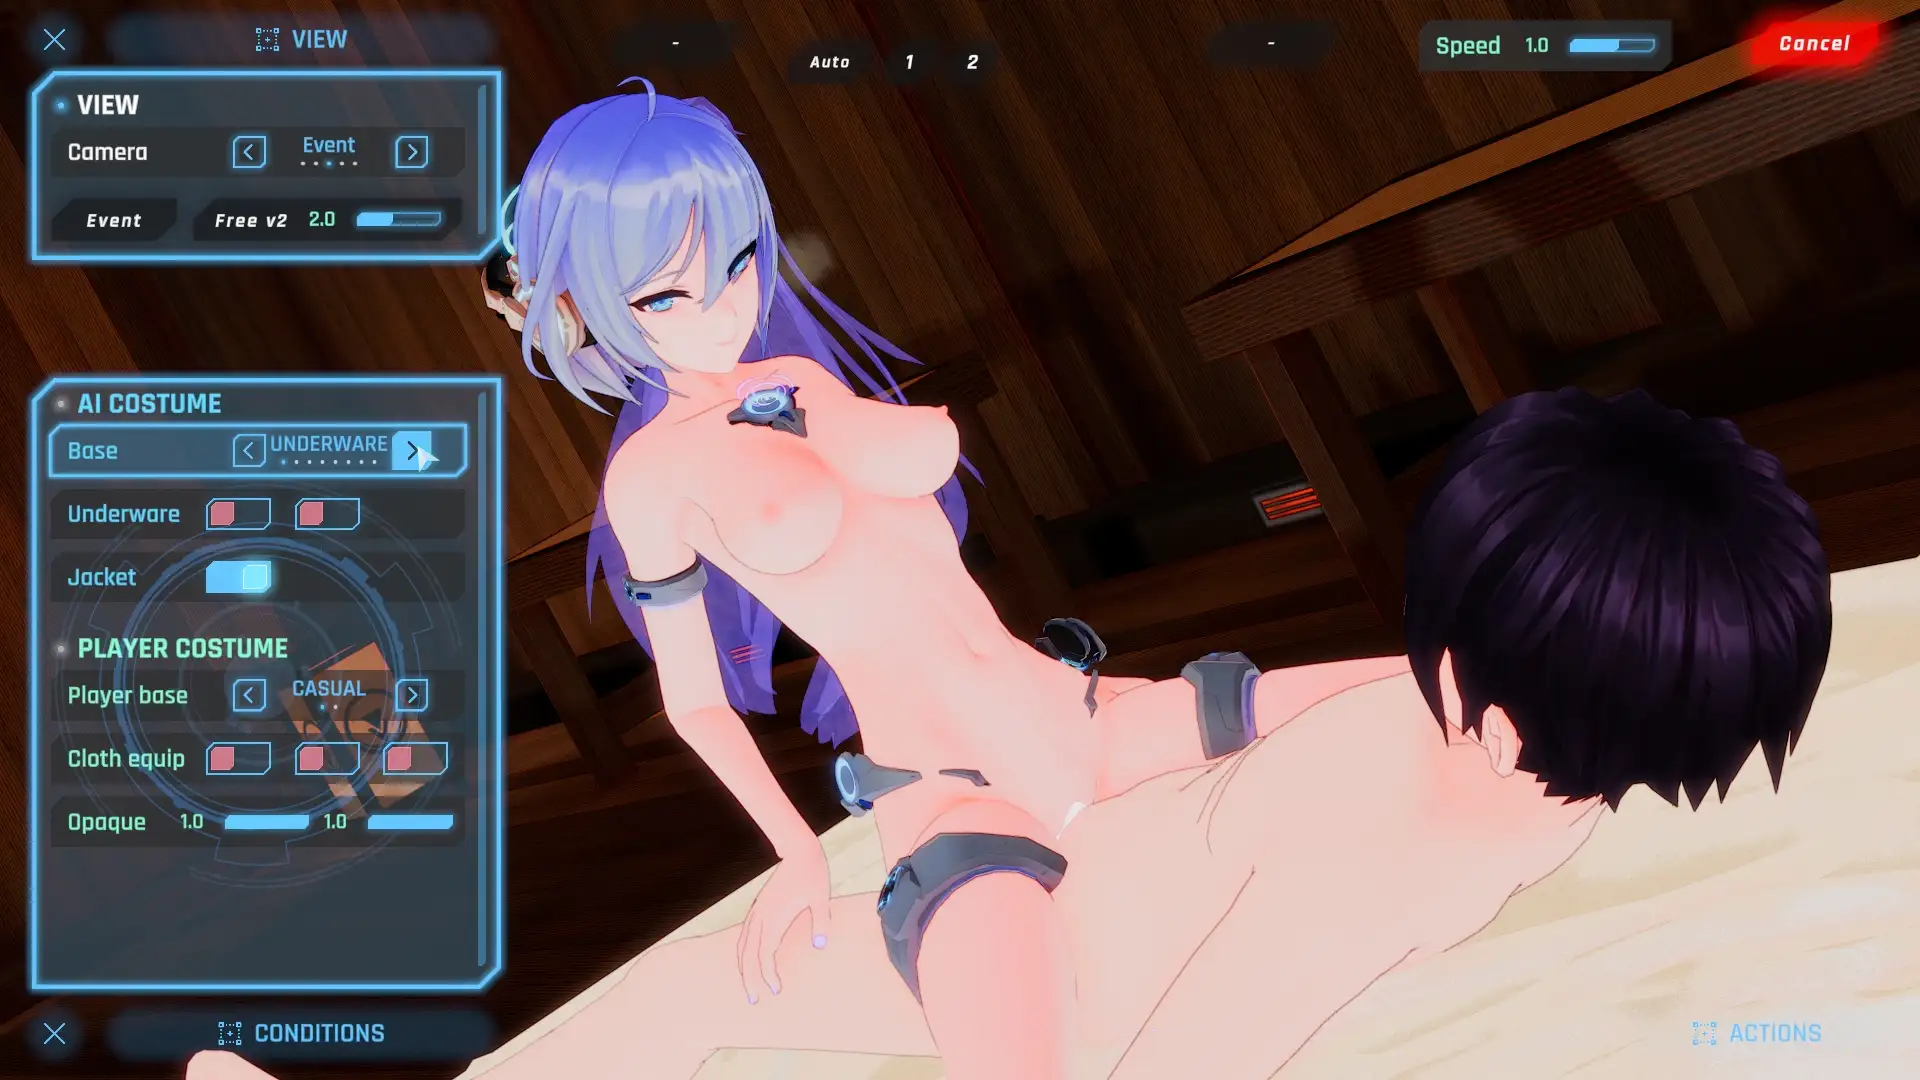 VIEW
VIEW
Camera
Event
Event
Free v2
2.0
-
Auto
1
2
-
Speed
1.0
Cancel
AI COSTUME
Base
UNDERWARE
Underware
Jacket
PLAYER COSTUME
Player base
CASUAL
Cloth equip
Opaque
1.0
1.0
CONDITIONS
ACTIONS